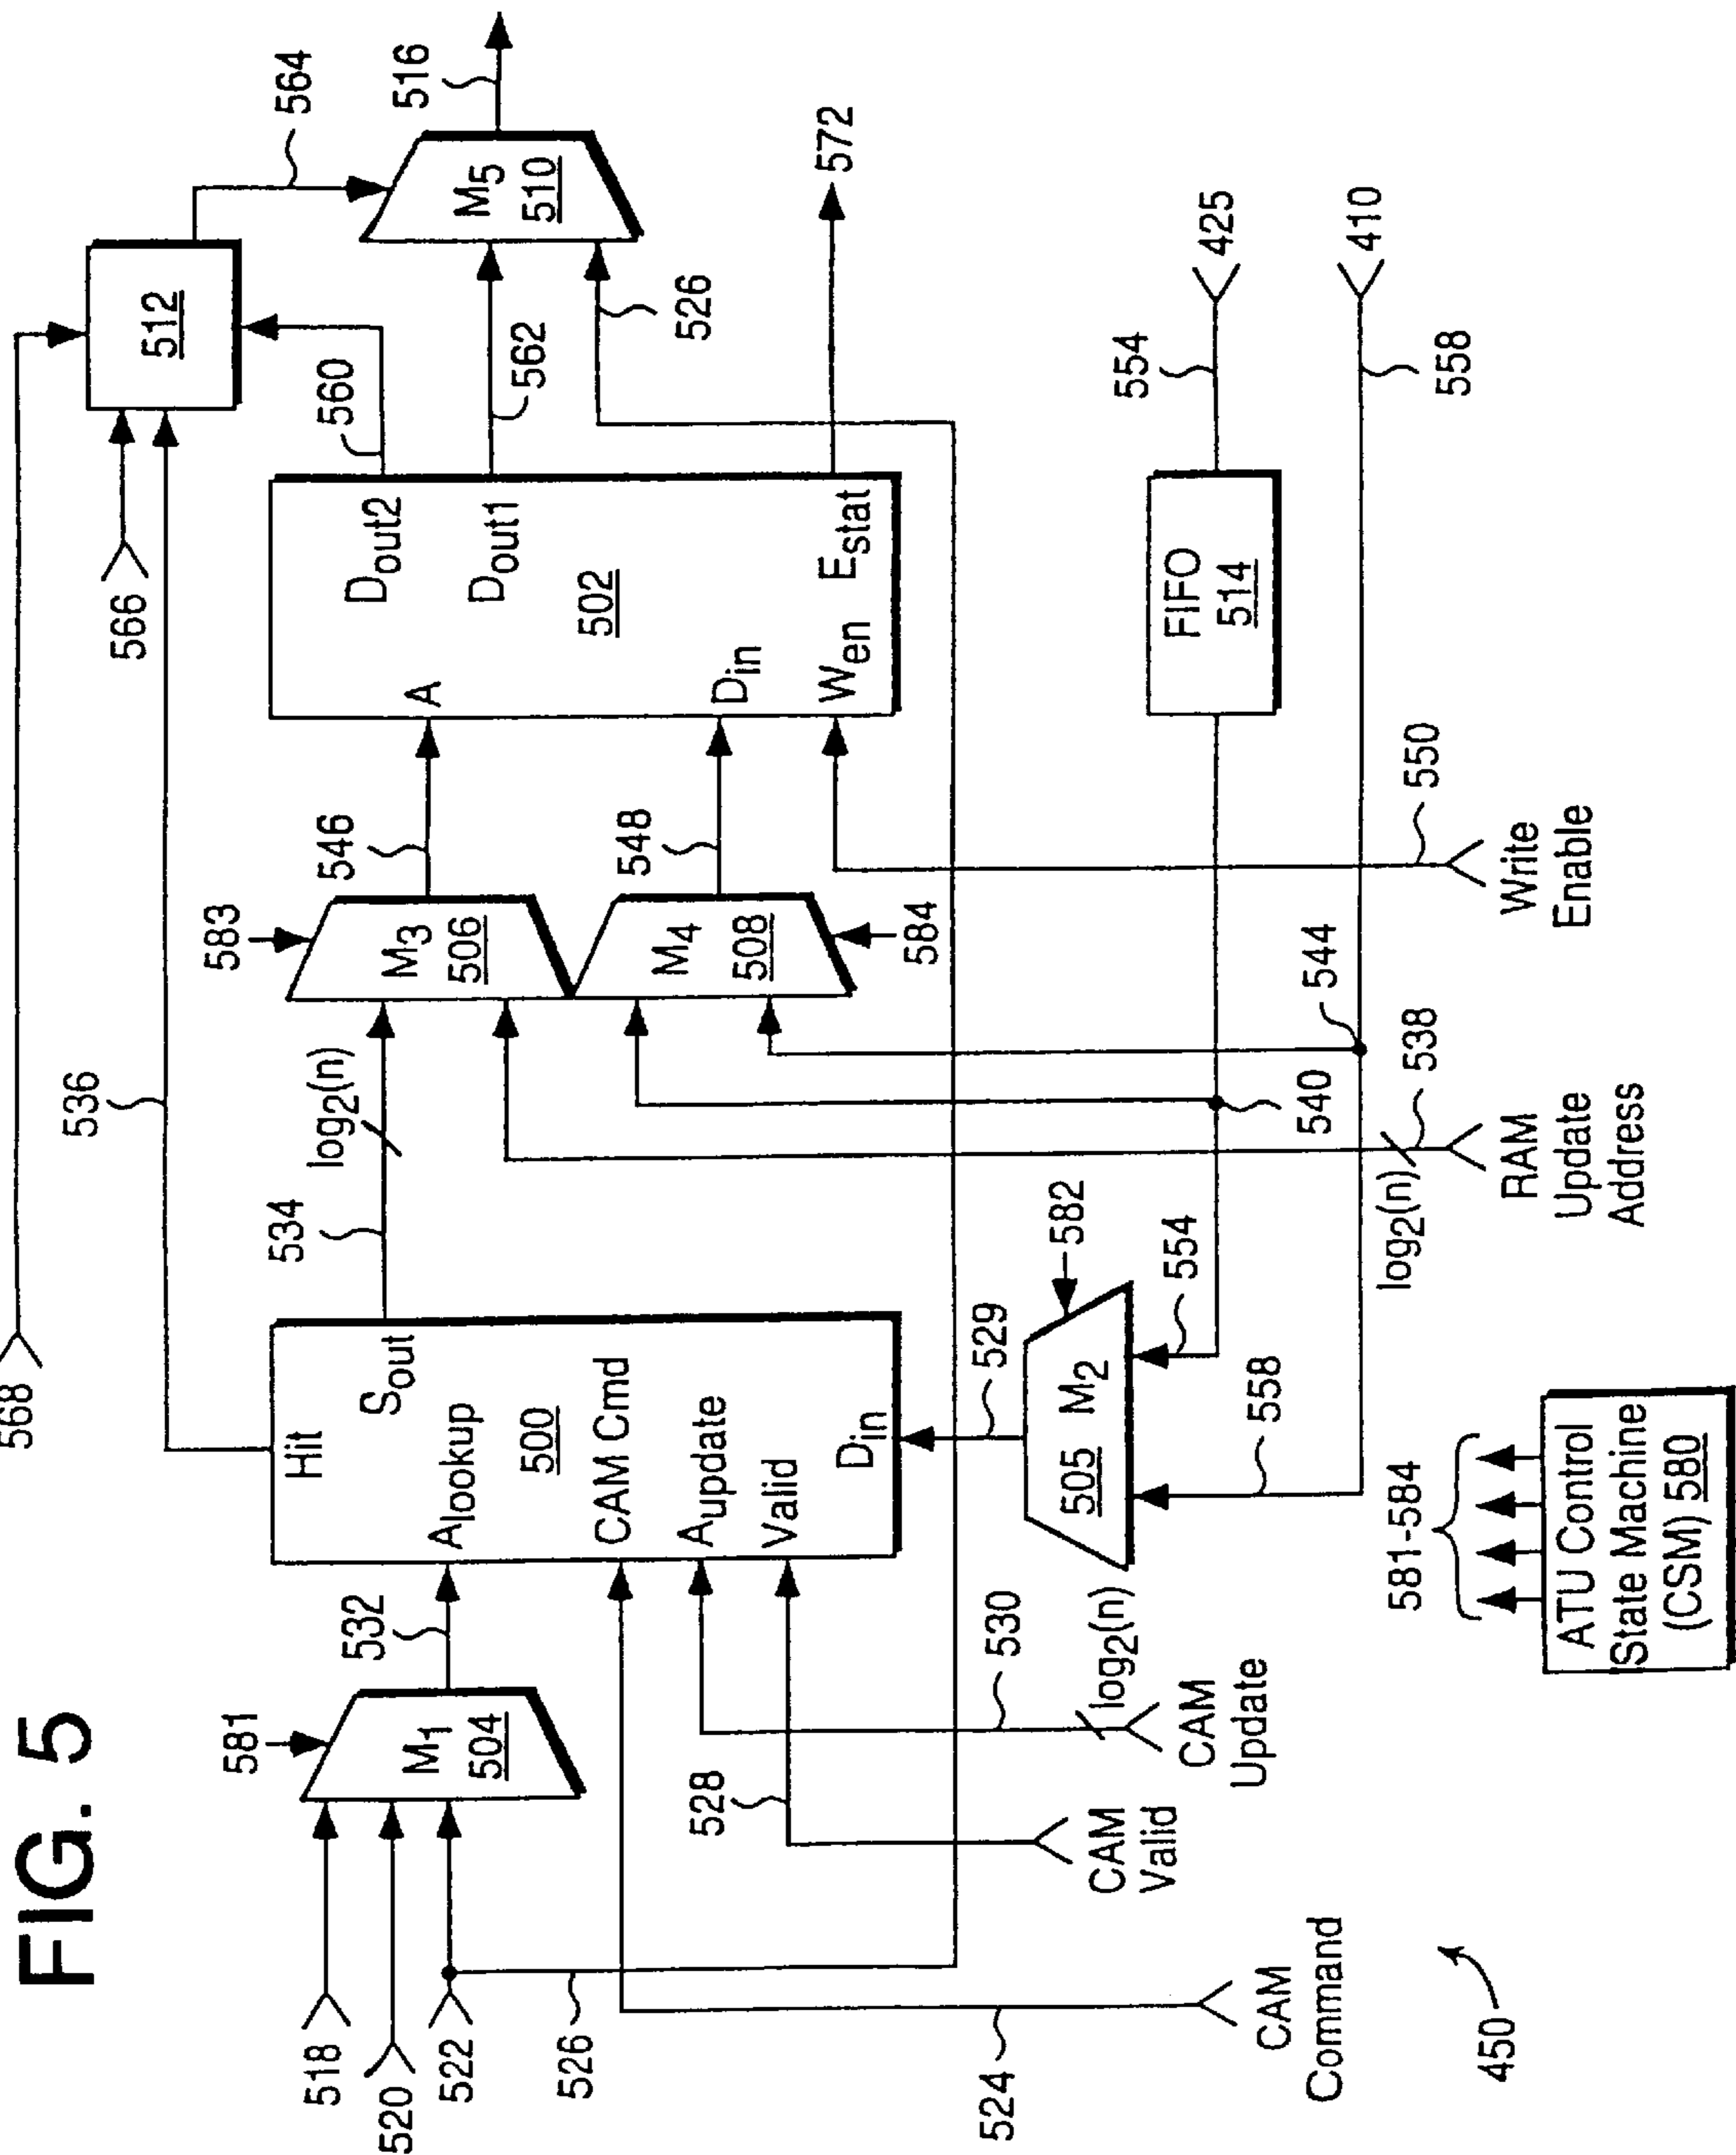 FIG. 5
568
536
566
512
564
516
560
562
526
572
581
M1
504
518
520
522
526
532
Hit
Sout
Alookup
500
CAM Cmd
Aupdate
Valid
Din
534
log2(n)
583
M3
506
546
M4
508
548
584
A
Dout2
Dout1
502
Din
Wen
Estat
M5
510
524
CAM
Command
528
CAM
Valid
530
log2(n)
CAM
Update
529
505 M2
582
554
558
540
544
538
log2(n)
RAM
Update
Address
550
Write
Enable
FIFO
514
554
425
410
558
581-584
ATU Control
State Machine
(CSM) 580
450